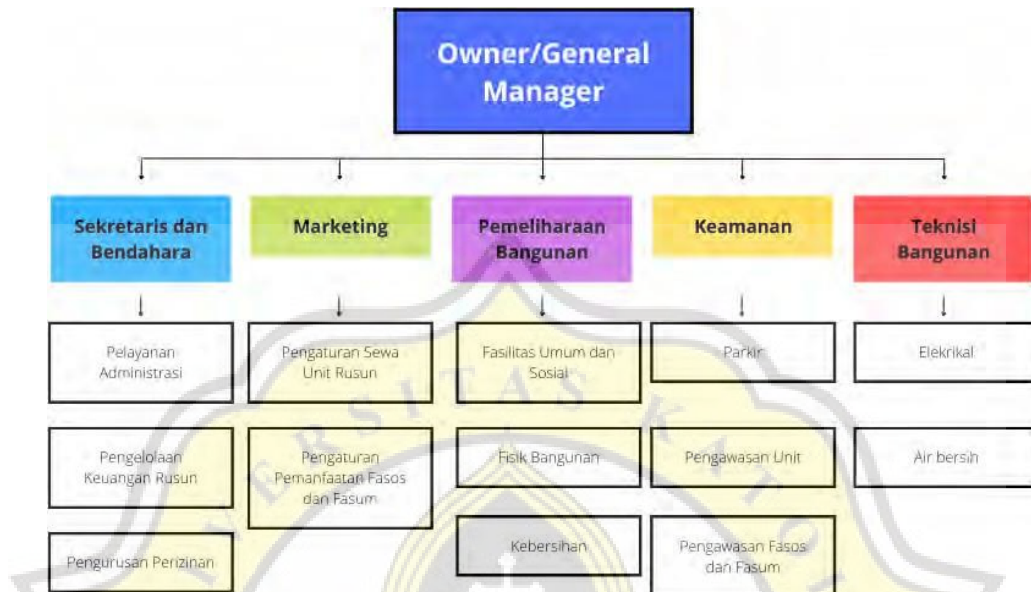 Owner/General
Manager
Sekretaris dan
Bendahara
Marketing
Pemeliharaan
Bangunan
Keamanan
Teknisi
Bangunan
Pelayanan
Administrasi
Pengaturan Sewa
Unit Rusun
Fasilitas Umum dan
Sosial
Parkir
Elekrikal
Pengelolaan
Keuangan Rusun
Pengaturan
Pemanfaatan Fasos
dan Fasum
Fisik Bangunan
Pengawasan Unit
Air bersih
Pengurusan Perizinan
Kebersihan
Pengawasan Fasos
dan Fasum
ERSITAS KATO